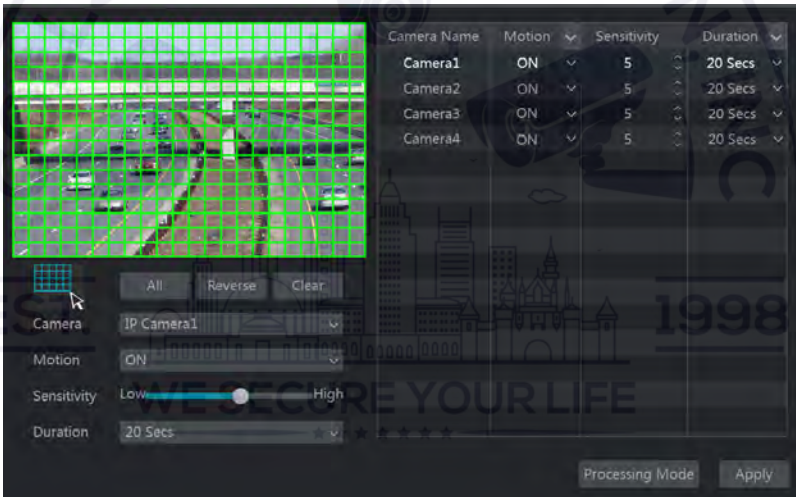 Camera Name Motion Sensitivity Duration
Camera1 ON 5 20 Secs
Camera2 ON 5 20 Secs
Camera3 ON 5 20 Secs
Camera4 ON 5 20 Secs
All Reverse Clear
Camera IP Camera1
Motion ON
Sensitivity Low High
Duration 20 Secs
Processing Mode Apply
EST. 1998
WE SECURE YOUR LIFE